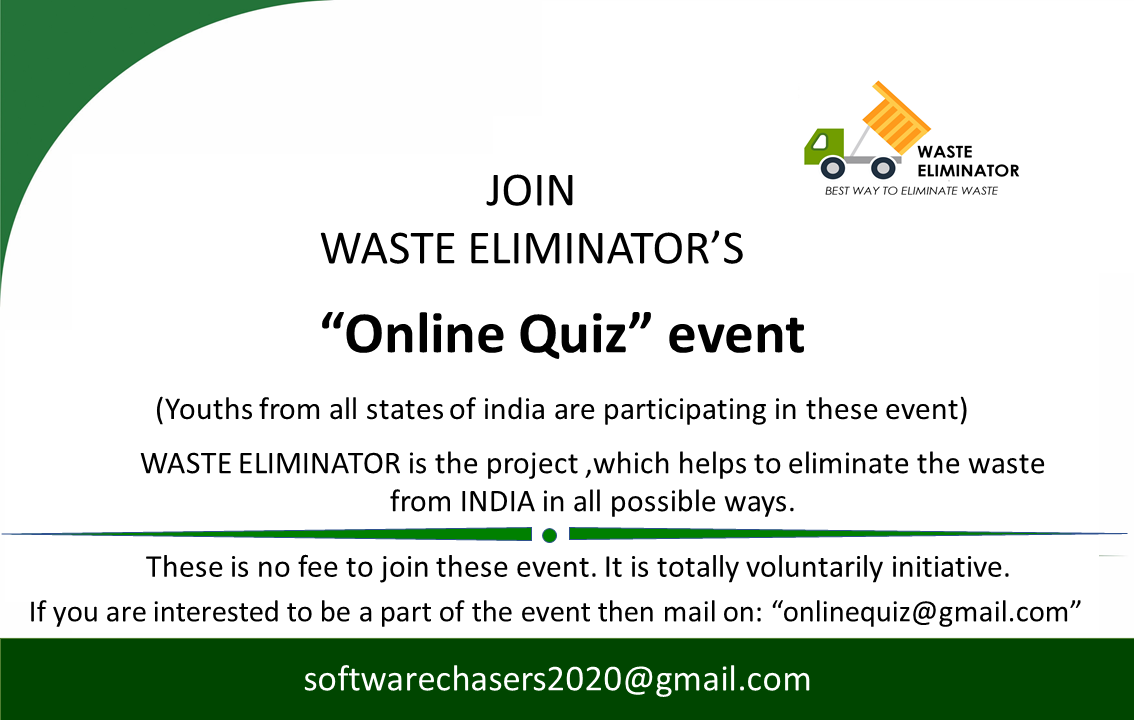 WASTE
ELIMINATOR
BEST WAY TO ELIMINATE WASTE
JOIN
WASTE ELIMINATOR’S
“Online Quiz” event
(Youths from all states of india are participating in these event)
WASTE ELIMINATOR is the project ,which helps to eliminate the waste
from INDIA in all possible ways.
These is no fee to join these event. It is totally voluntarily initiative.
If you are interested to be a part of the event then mail on: “onlinequiz@gmail.com”
softwarechasers2020@gmail.com